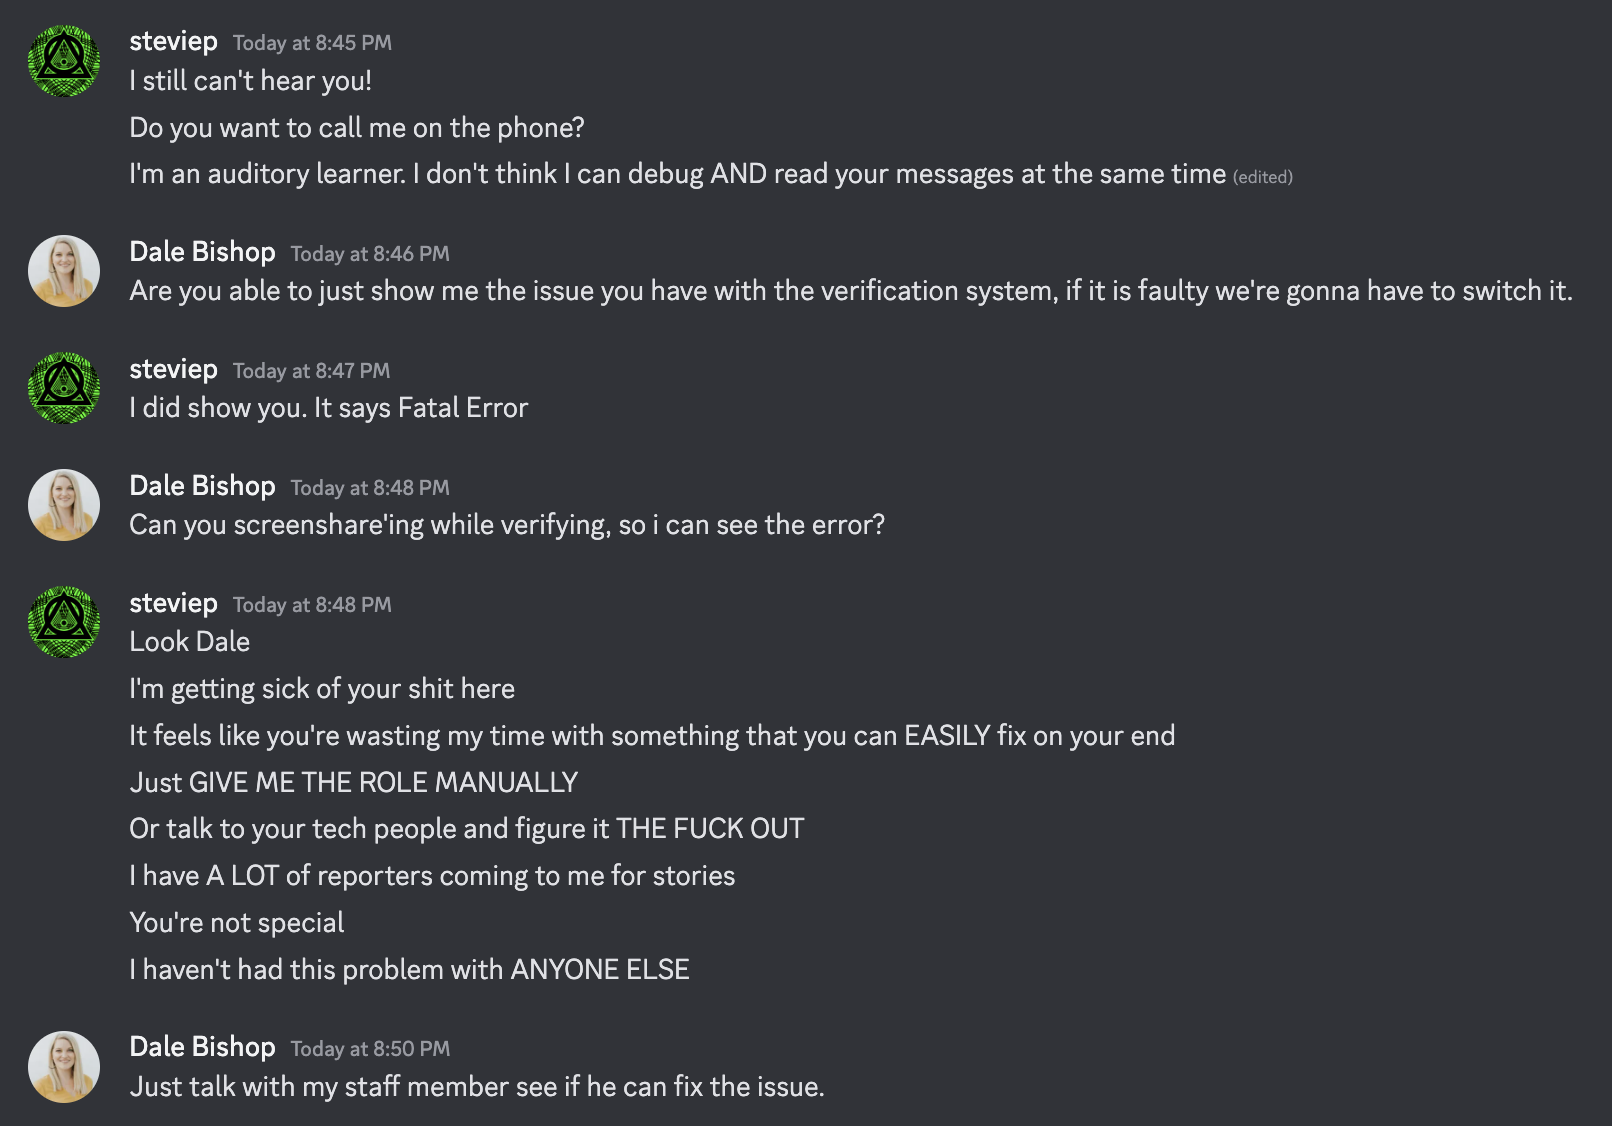 steviep Today at 8:45 PM
I still can't hear you!
Do you want to call me on the phone?
I'm an auditory learner. I don't think I can debug AND read your messages at the same time (edited)
Dale Bishop Today at 8:46 PM
Are you able to just show me the issue you have with the verification system, if it is faulty we're gonna have to switch it.
steviep Today at 8:47 PM
I did show you. It says Fatal Error
Dale Bishop Today at 8:48 PM
Can you screenshare'ing while verifying, so i can see the error?
steviep Today at 8:48 PM
Look Dale
I'm getting sick of your shit here
It feels like you're wasting my time with something that you can EASILY fix on your end
Just GIVE ME THE ROLE MANUALLY
Or talk to your tech people and figure it THE FUCK OUT
I have A LOT of reporters coming to me for stories
You're not special
I haven't had this problem with ANYONE ELSE
Dale Bishop Today at 8:50 PM
Just talk with my staff member see if he can fix the issue.